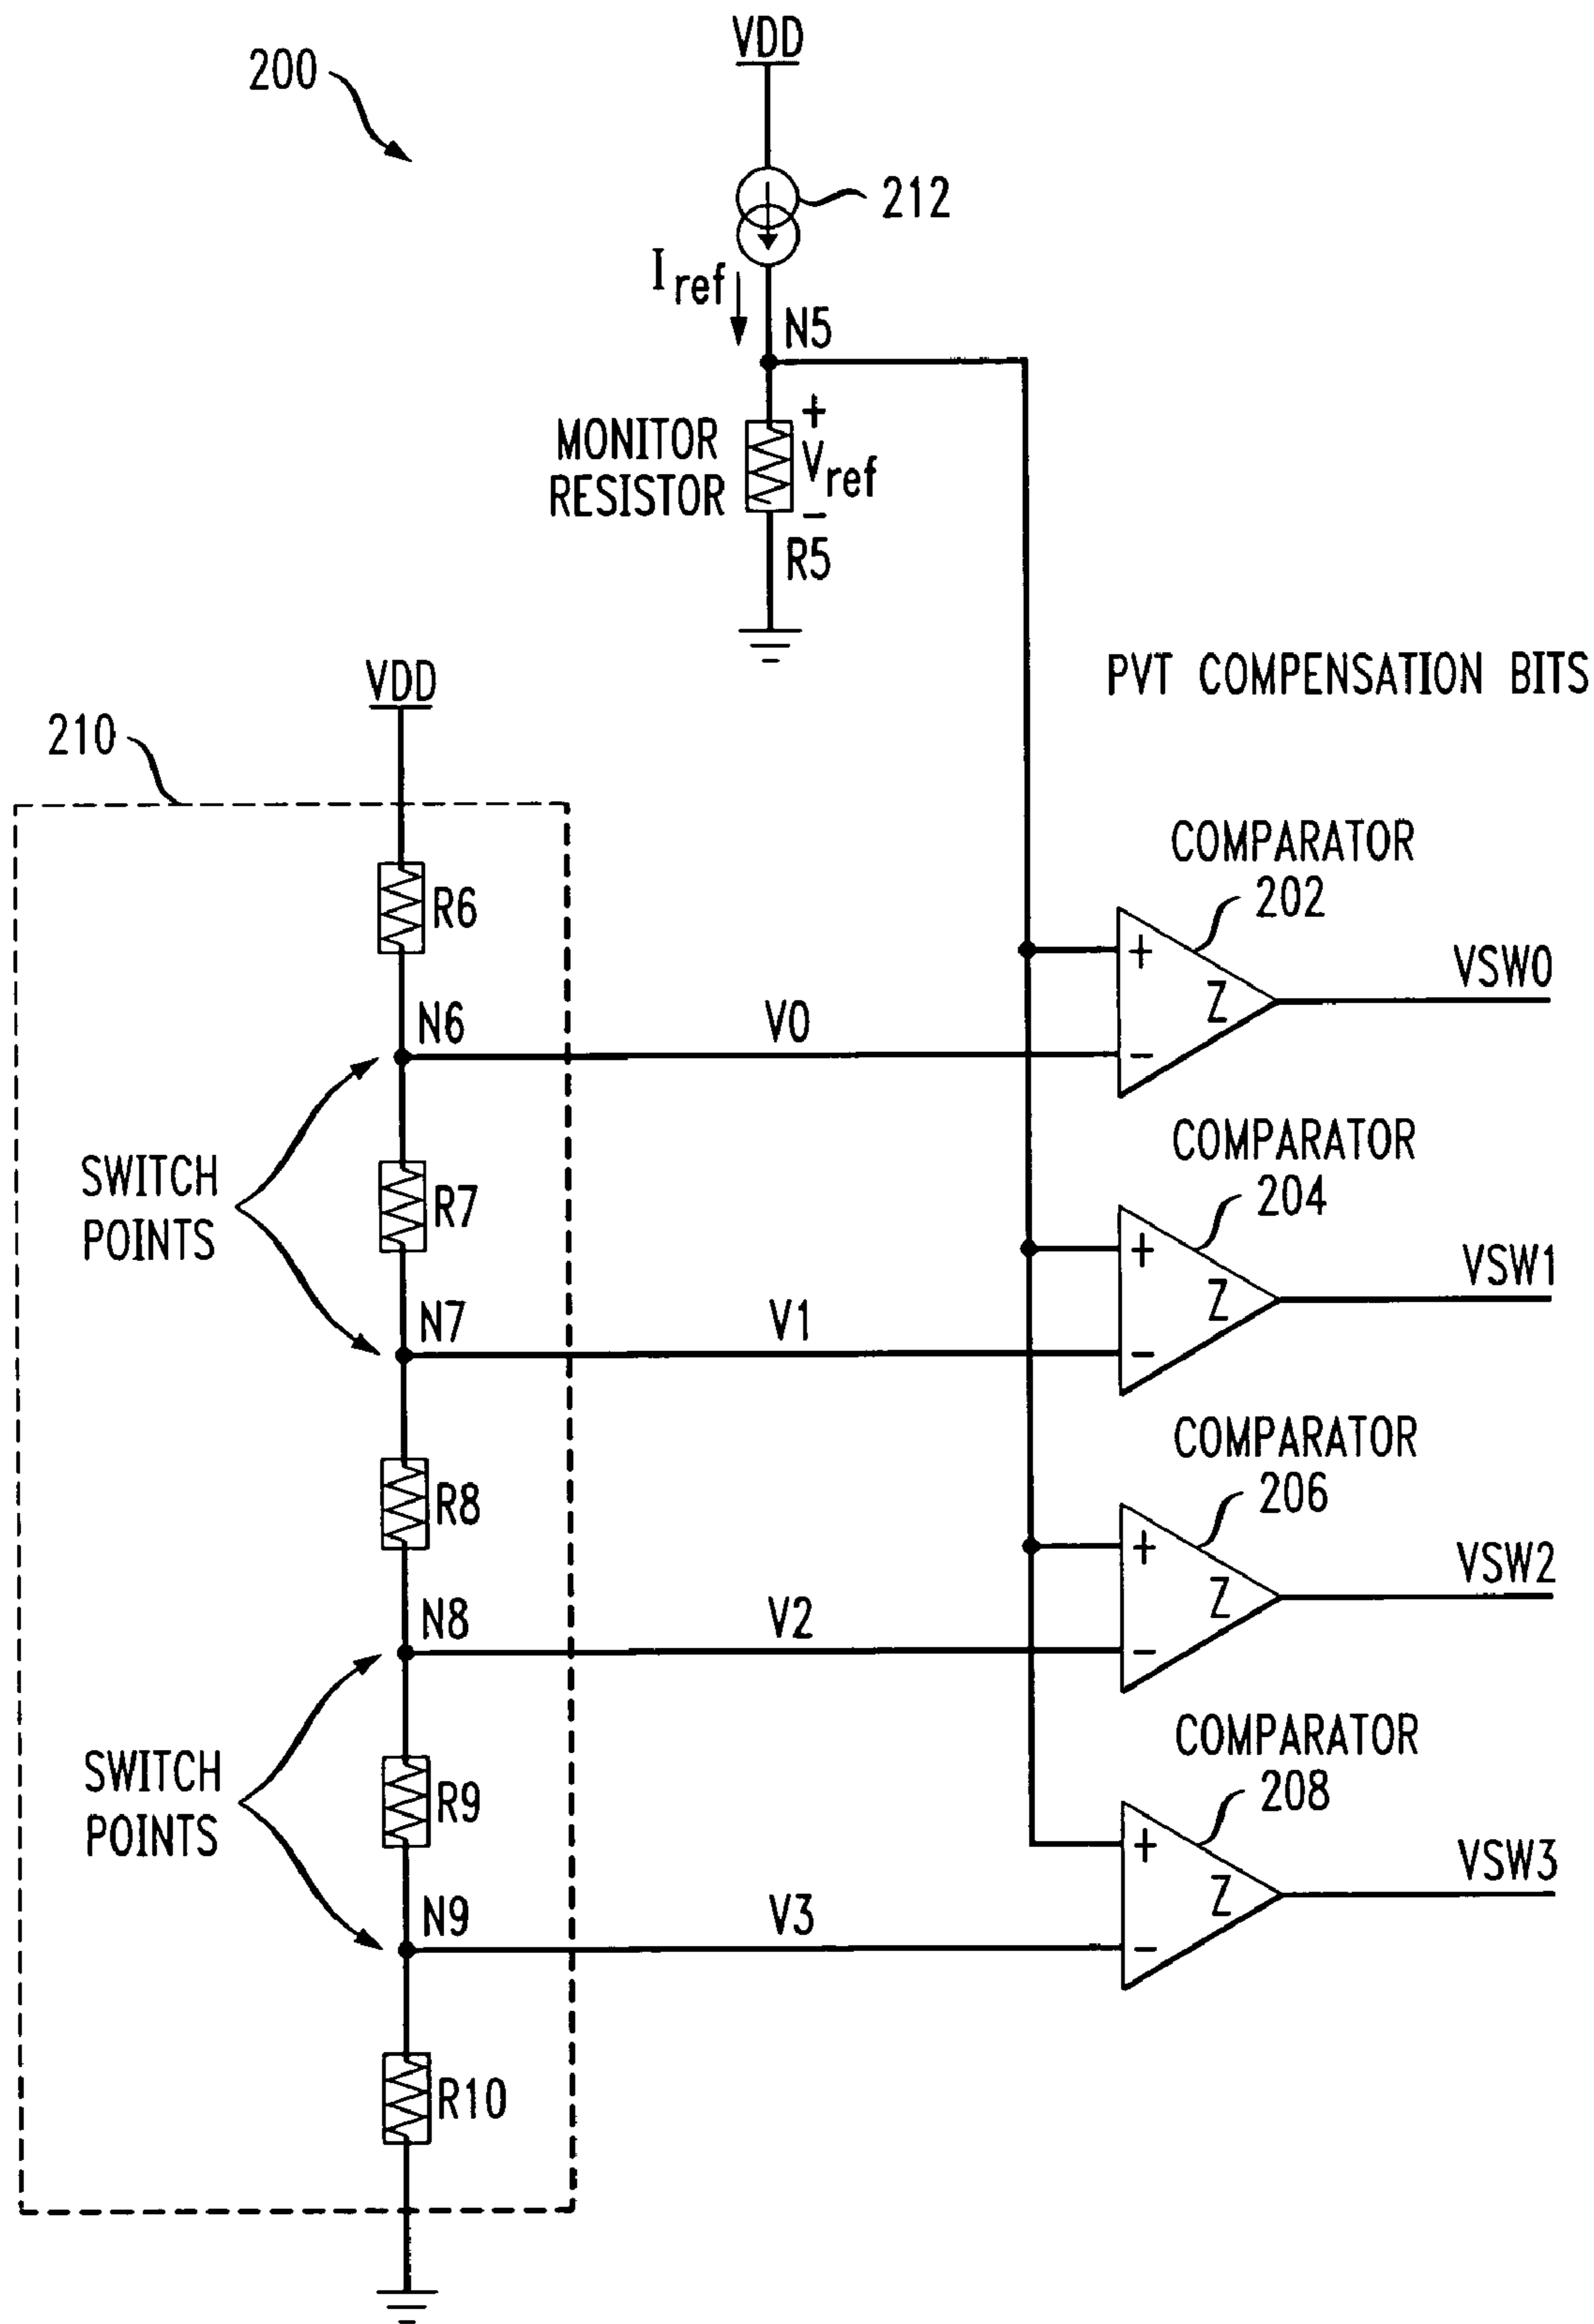 VDD
200
212
I ref
N5
+
MONITOR
RESISTOR
V ref
−
R5
PVT COMPENSATION BITS
VDD
210
COMPARATOR
202
R6
+
VSW0
Z
N6
V0
−
COMPARATOR
204
SWITCH
POINTS
R7
+
VSW1
Z
N7
V1
−
COMPARATOR
206
R8
+
VSW2
Z
N8
V2
−
COMPARATOR
208
SWITCH
POINTS
R9
+
VSW3
Z
N9
V3
−
R10